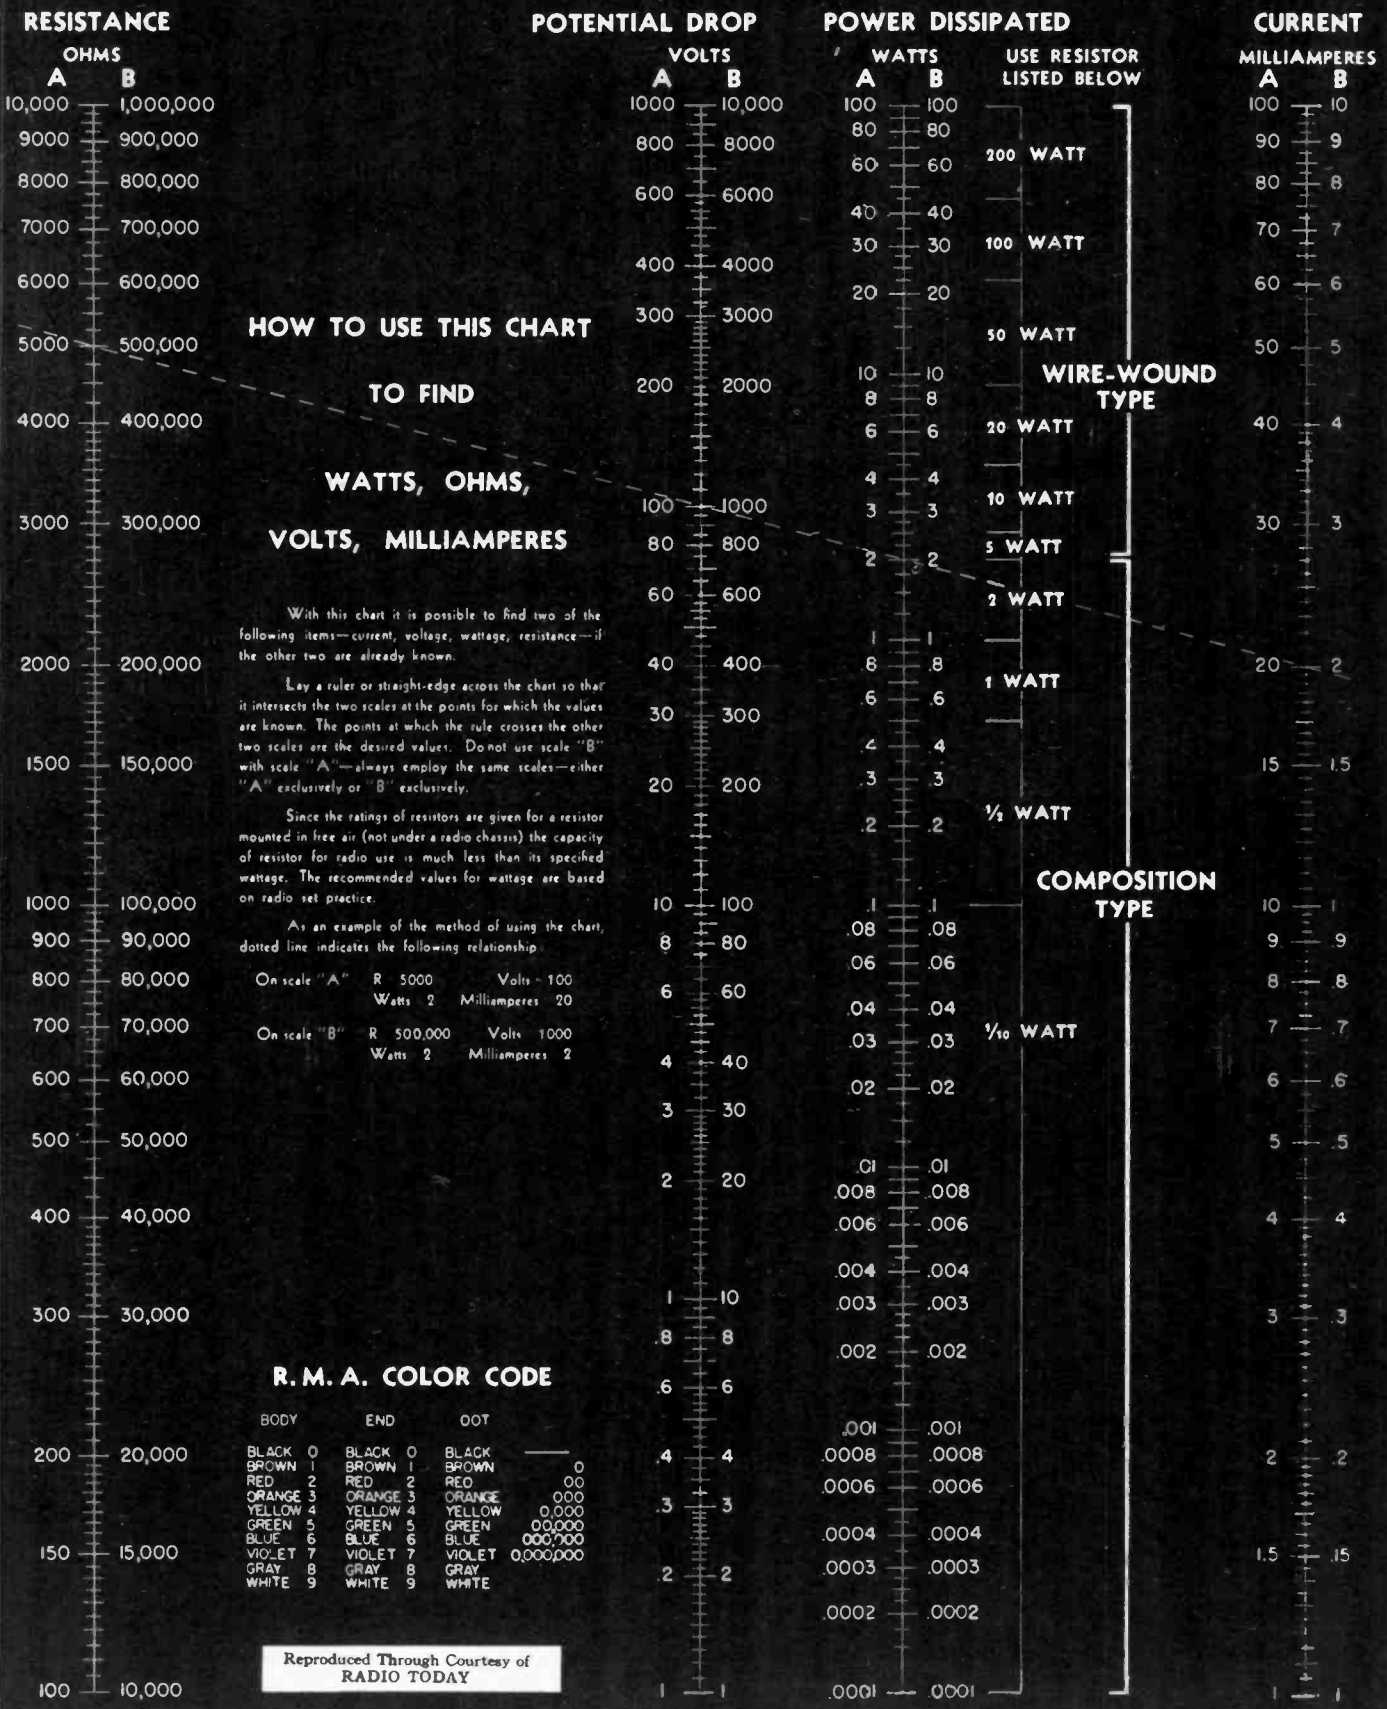 RESISTANCE POTENTIAL DROP POWER DISSIPATED CURRENT
OHMS VOLTS WATTS USE RESISTOR MILLIAMPERES
A B A B A B LISTED BELOW A B
10,000 1,000,000 1000 10,000 100 100 100 10
9000 900,000 800 8000 80 80 90 9
200 WATT
8000 800,000 600 6000 60 60 80 8
7000 700,000 40 40 70 7
400 4000 30 30 100 WATT
6000 600,000 20 20 60 6
300 3000
HOW TO USE THIS CHART
50 WATT
5000 500,000 50 5
10 10 WIRE-WOUND
TYPE
TO FIND 200 2000
8 8
4000 400,000 6 6 20 WATT 40 4
WATTS, OHMS, 4 4
100 1000 10 WATT
3000 300,000 3 3 30 3
VOLTS, MILLIAMPERES 80 800 5 WATT
2 2
60 600 2 WATT
With this chart it is possible to find two of the
following items—current, voltage, wattage, resistance—if
the other two are already known.
1 1
2000 200,000 40 400 .8 .8 20 2
1 WATT
.6 .6
Lay a ruler or straight-edge across the chart so that
it intersects the two scales at the points for which the values
are known. The points at which the rule crosses the other
two scales are the desired values. Do not use scale "B"
with scale "A"—always employ the same scales—either
"A" exclusively or "B" exclusively.
30 300
.4 .4
1500 150,000 .3 .3 15 1.5
20 200
½ WATT
.2 .2
Since the ratings of resistors are given for a resistor
mounted in free air (not under a radio chassis) the capacity
of resistor for radio use is much less than its specified
wattage. The recommended values for wattage are based
on radio set practice.
COMPOSITION
TYPE
1000 100,000 10 100 .1 .1 10 1
As an example of the method of using the chart,
dotted line indicates the following relationship
900 90,000 8 80 .08 .08 9 .9
.06 .06
800 80,000 6 60 8 .8
On scale "A" R 5000 Volts - 100
Watts 2 Milliamperes 20
.04 .04
700 70,000 7 .7
On scale "B" R 500,000 Volts 1000
Watts 2 Milliamperes 2
.03 .03 1/10 WATT
4 40
600 60,000 .02 .02 6 .6
3 30
500 50,000 5 .5
.01 .01
2 20 .008 .008
400 40,000 .006 .006 4 4
.004 .004
1 10 .003 .003
300 30,000 3 .3
.8 8
.002 .002
R. M. A. COLOR CODE
.6 6
BODY END DOT
.001 .001
200 20,000 .4 4 .0008 .0008 2 .2
BLACK 0 BLACK 0 BLACK ——
BROWN 1 BROWN 1 BROWN 0
RED 2 RED 2 RED 00
ORANGE 3 ORANGE 3 ORANGE 000
YELLOW 4 YELLOW 4 YELLOW 0,000
GREEN 5 GREEN 5 GREEN 00,000
BLUE 6 BLUE 6 BLUE 000,000
VIOLET 7 VIOLET 7 VIOLET 0,000,000
GRAY 8 GRAY 8 GRAY
WHITE 9 WHITE 9 WHITE
.0006 .0006
.3 3
.0004 .0004
150 15,000 1.5 .15
.0003 .0003
.2 2
.0002 .0002
Reproduced Through Courtesy of
RADIO TODAY
100 10,000 .1 1 .0001 .0001 1 .1